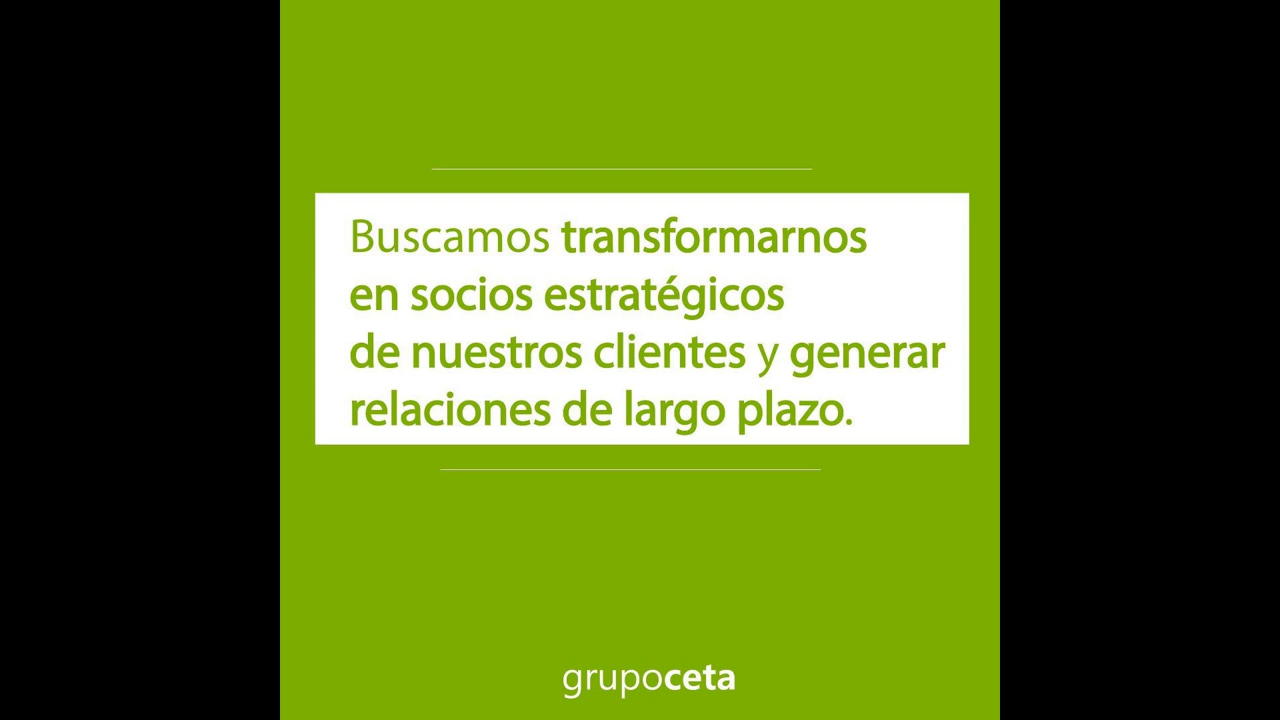 Buscamos transformarnos
en socios estratégicos
de nuestros clientes y generar
relaciones de largo plazo.
grupoceta